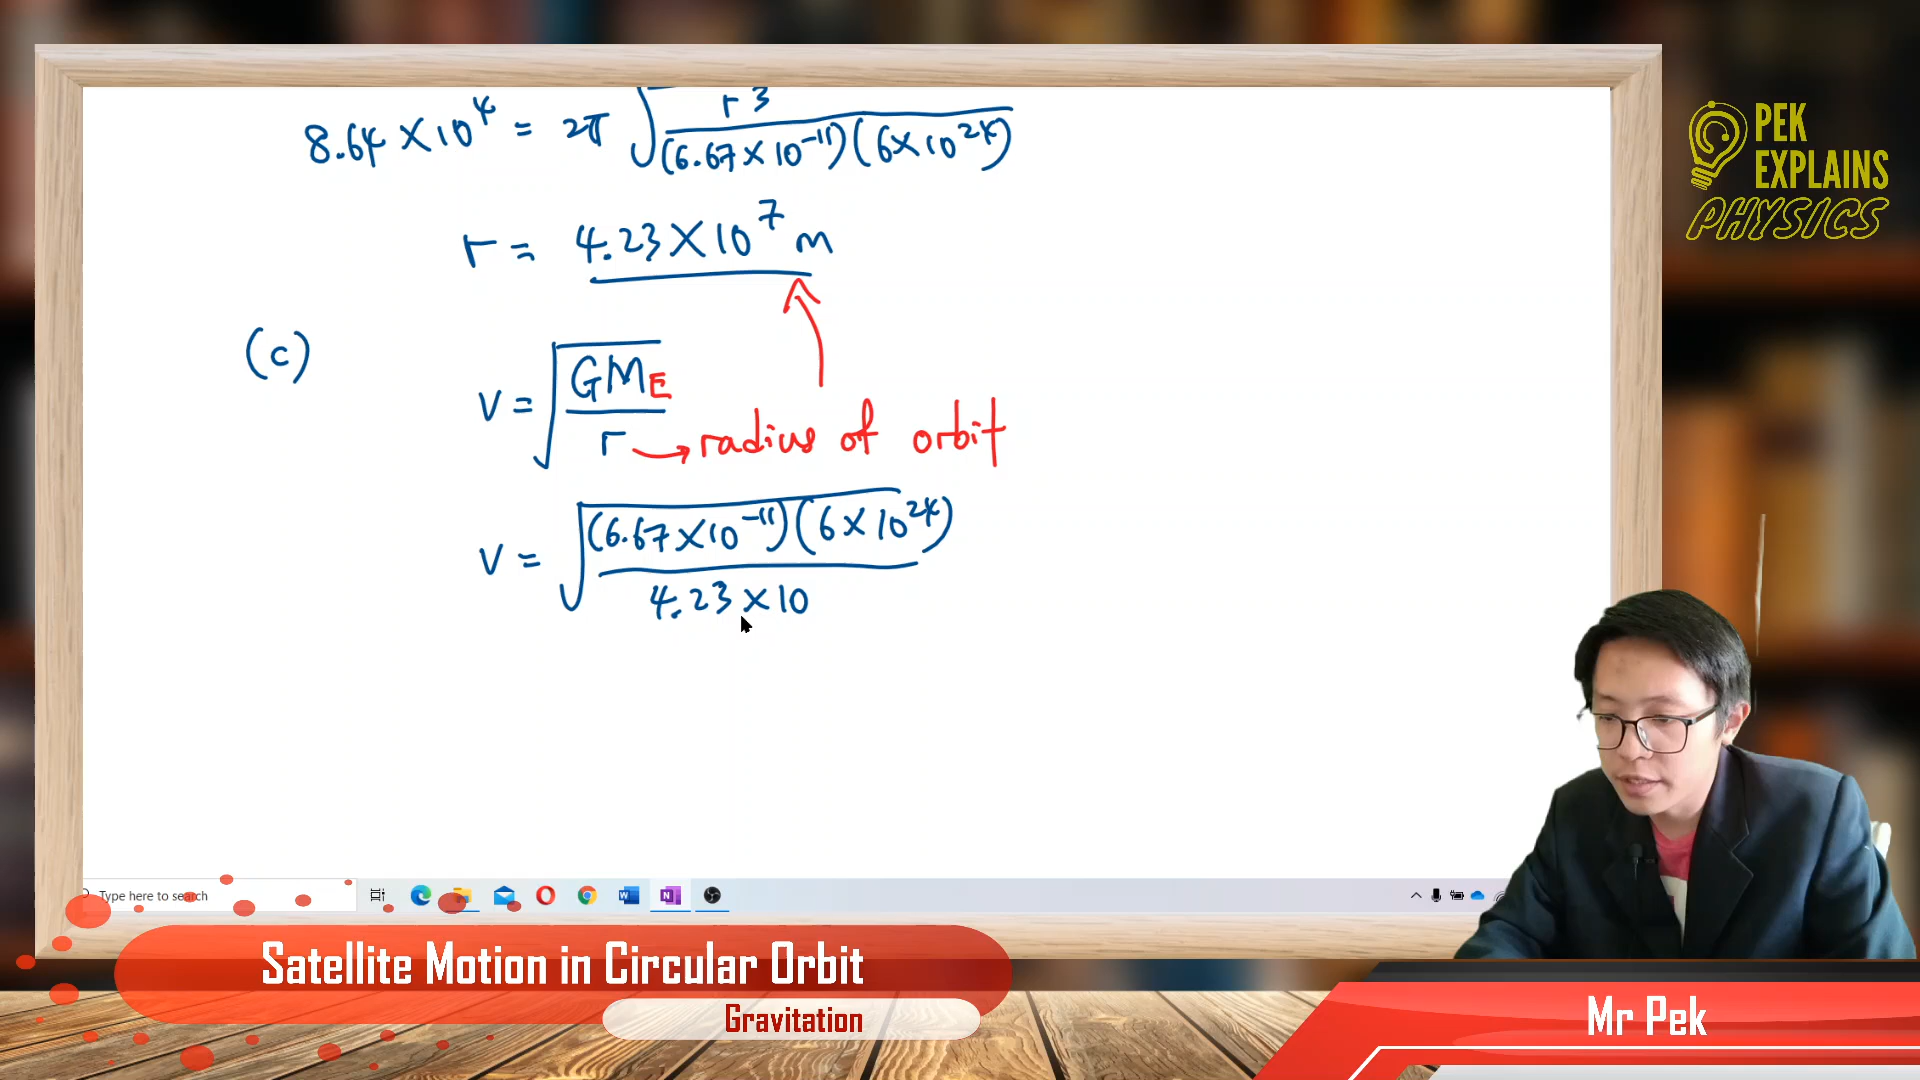 8.64 × 10⁴ = 2π √ r³ / (6.67 × 10⁻¹¹)(6 × 10²⁴)
r = 4.23 × 10⁷ m
(c)
v = √ GM_E / r → radius of orbit
v = √ (6.67 × 10⁻¹¹)(6 × 10²⁴) / 4.23 × 10
PEK
EXPLAINS
PHYSICS
Type here to search
Satellite Motion in Circular Orbit
Gravitation
Mr Pek